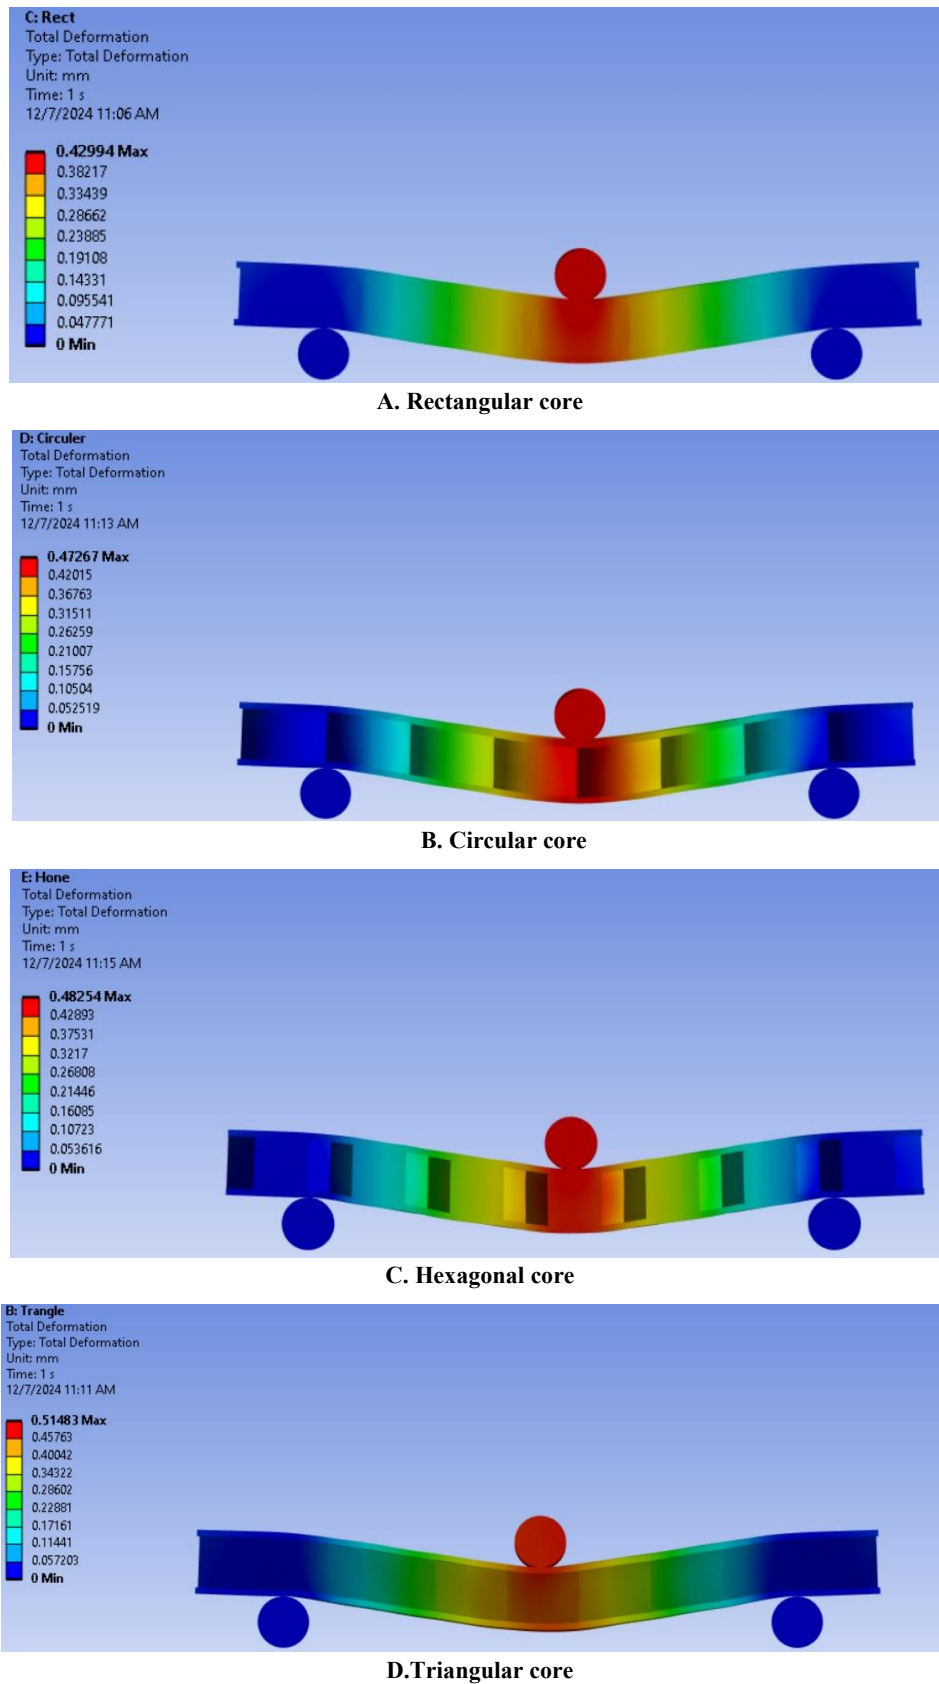 C: Rect
Total Deformation
Type: Total Deformation
Unit: mm
Time: 1 s
12/7/2024 11:06 AM
0.42994 Max
0.38217
0.33439
0.28662
0.23885
0.19108
0.14331
0.095541
0.047771
0 Min
A. Rectangular core
D: Circuler
Total Deformation
Type: Total Deformation
Unit: mm
Time: 1 s
12/7/2024 11:13 AM
0.47267 Max
0.42015
0.36763
0.31511
0.26259
0.21007
0.15756
0.10504
0.052519
0 Min
B. Circular core
E: Hone
Total Deformation
Type: Total Deformation
Unit: mm
Time: 1 s
12/7/2024 11:15 AM
0.48254 Max
0.42893
0.37531
0.3217
0.26808
0.21446
0.16085
0.10723
0.053616
0 Min
C. Hexagonal core
B: Trangle
Total Deformation
Type: Total Deformation
Unit: mm
Time: 1 s
12/7/2024 11:11 AM
0.51483 Max
0.45763
0.40042
0.34322
0.28602
0.22881
0.17161
0.11441
0.057203
0 Min
D.Triangular core